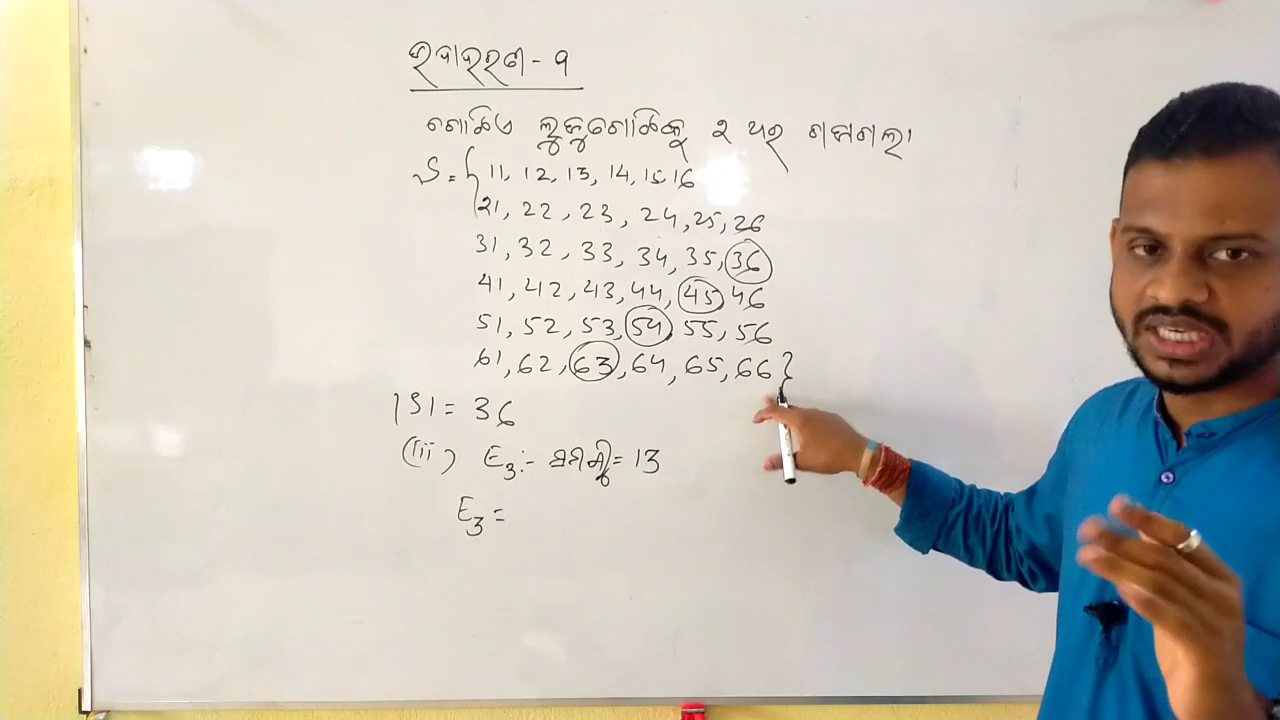 ଉଦାହରଣ - ୧
ଗୋଟିଏ ଲୁଡୁଗୋଟିକୁ ୨ ଥର ଗଡ଼ାଗଲା
S = { 11, 12, 13, 14, 15, 16
21, 22, 23, 24, 25, 26
31, 32, 33, 34, 35, 36
41, 42, 43, 44, 45, 46
51, 52, 53, 54, 55, 56
61, 62, 63, 64, 65, 66 }
|S| = 36
(iii) E₃ :- ସମଷ୍ଟି = 13
E₃ =